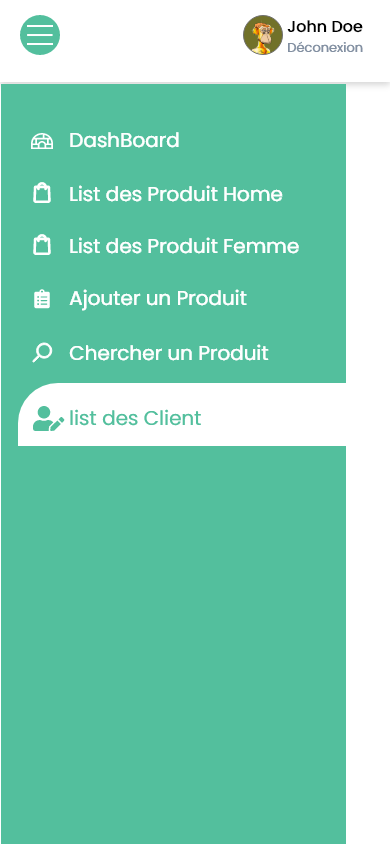 John Doe
Déconexion
DashBoard
List des Produit Home
List des Produit Femme
Ajouter un Produit
Chercher un Produit
list des Client